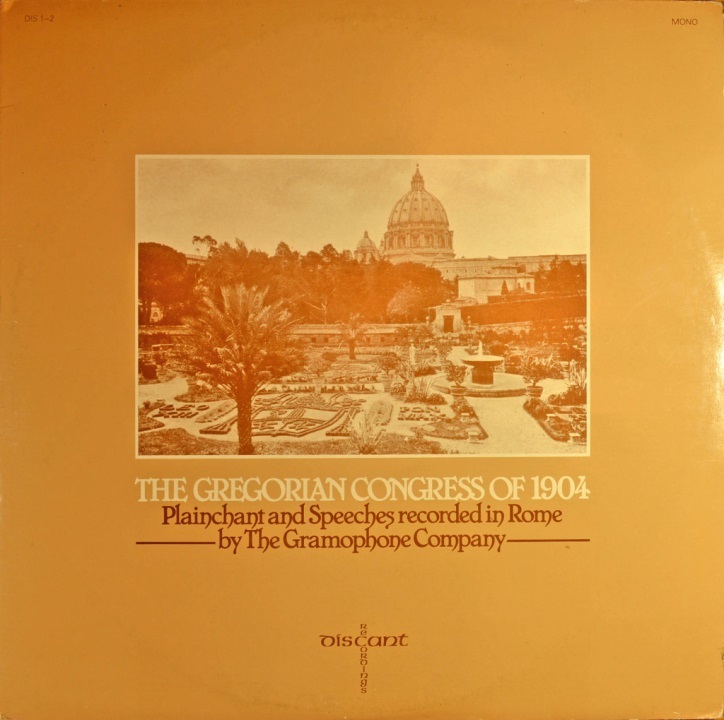 DIS 1-2
MONO
THE GREGORIAN CONGRESS OF 1904
Plainchant and Speeches recorded in Rome
by The Gramophone Company
discant
RECORDINGS